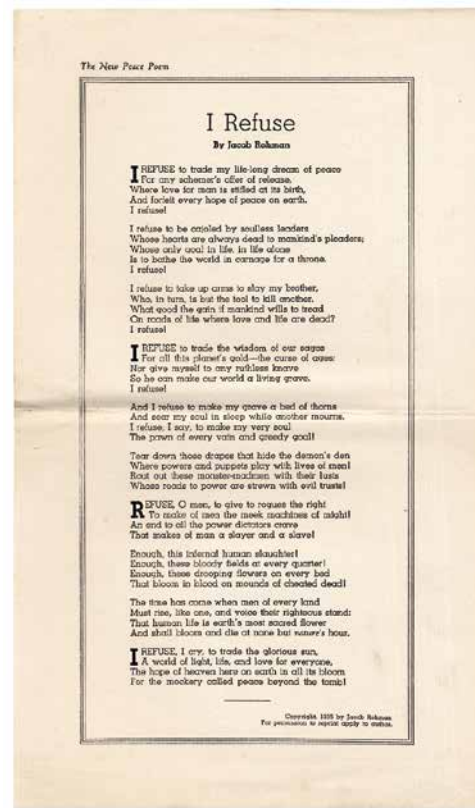 The New Peace Poem
I Refuse
By Jacob Rohman
I REFUSE to trade my life-long dream of peace
For any schemer's offer of release,
Where love for man is stifled at its birth,
And forfeit every hope of peace on earth.
I refuse!
I refuse to be cajoled by soulless leaders
Whose hearts are always dead to mankind's pleaders;
Whose only goal in life, in life alone
Is to bathe the world in carnage for a throne.
I refuse!
I refuse to take up arms to slay my brother,
Who, in turn, is but the tool to kill another.
What good the gain if mankind wills to tread
On roads of life where love and life are dead?
I refuse!
I REFUSE to trade the wisdom of our sages
For all this planet's gold—the curse of ages:
Nor give myself to any ruthless knave
So he can make our world a living grave.
I refuse!
And I refuse to make my grave a bed of thorns
And sear my soul in sleep while another mourns.
I refuse, I say, to make my very soul
The pawn of every vain and greedy goal!
Tear down those drapes that hide the demon's den
Where powers and puppets play with lives of men!
Root out these monster-madmen with their lusts
Whose roads to power are strewn with evil trusts!
REFUSE, O men, to give to rogues the right
To make of men the meek machines of might!
An end to all the power dictators crave
That makes of man a slayer and a slave!
Enough, this infernal human slaughter!
Enough, these bloody fields at every quarter!
Enough, these drooping flowers on every bed
That bloom in blood on mounds of cheated dead!
The time has come when men of every land
Must rise, like one, and voice their righteous stand:
That human life is earth's most sacred flower
And shall bloom and die at none but nature's hour.
I REFUSE, I cry, to trade the glorious sun,
A world of light, life, and love for everyone,
The hope of heaven here on earth in all its bloom
For the mockery called peace beyond the tomb!
Copyright, 1935 by Jacob Rohman
For permission to reprint apply to author.